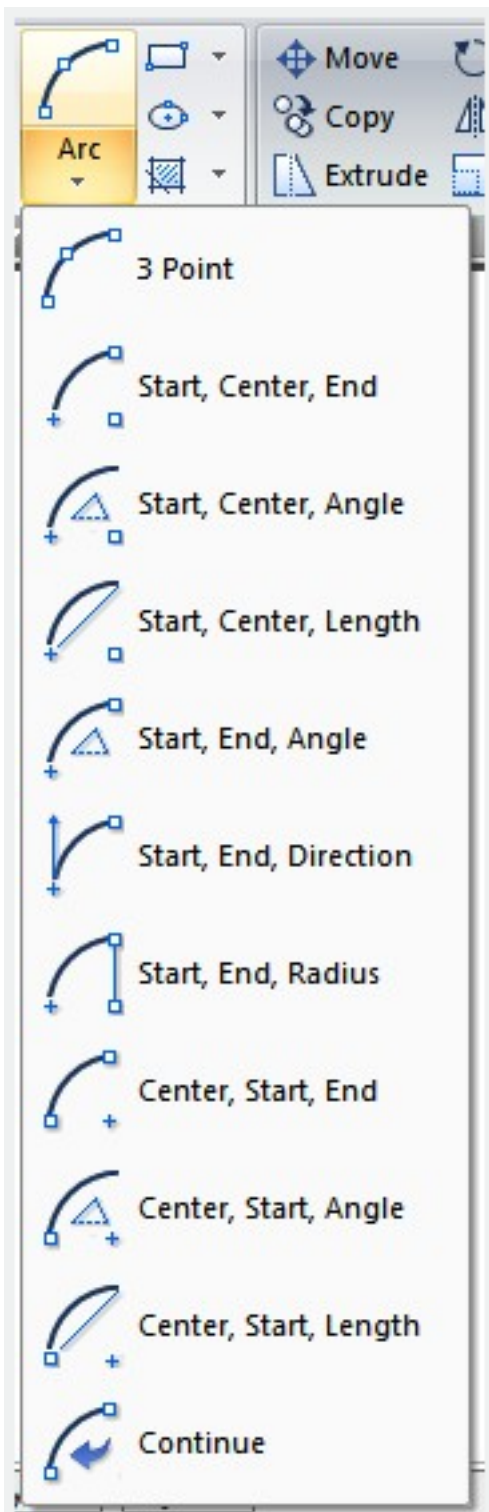 Move
Copy
Arc
Extrude
3 Point
Start, Center, End
Start, Center, Angle
Start, Center, Length
Start, End, Angle
Start, End, Direction
Start, End, Radius
Center, Start, End
Center, Start, Angle
Center, Start, Length
Continue